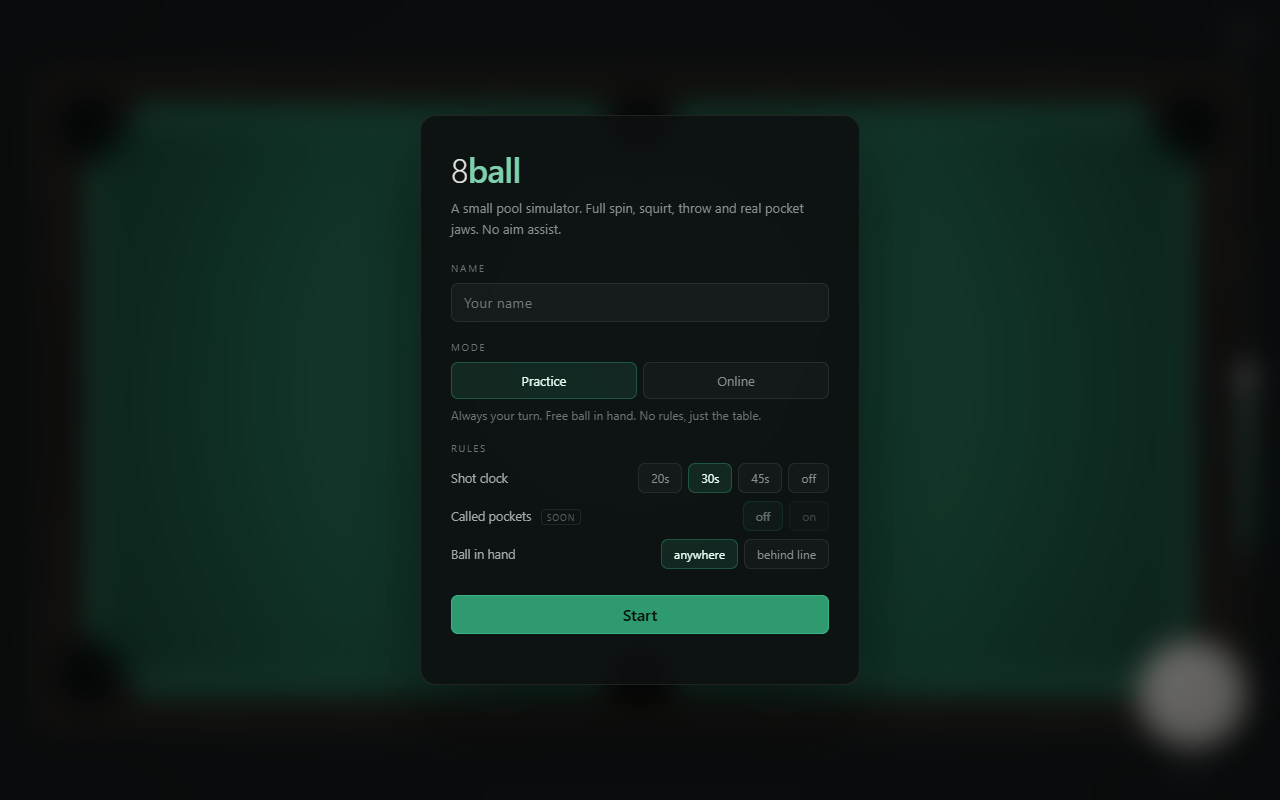 8ball
A small pool simulator. Full spin, squirt, throw and real pocket
jaws. No aim assist.
NAME
Your name
MODE
Practice Online
Always your turn. Free ball in hand. No rules, just the table.
RULES
Shot clock 20s 30s 45s off
Called pockets SOON off on
Ball in hand anywhere behind line
Start